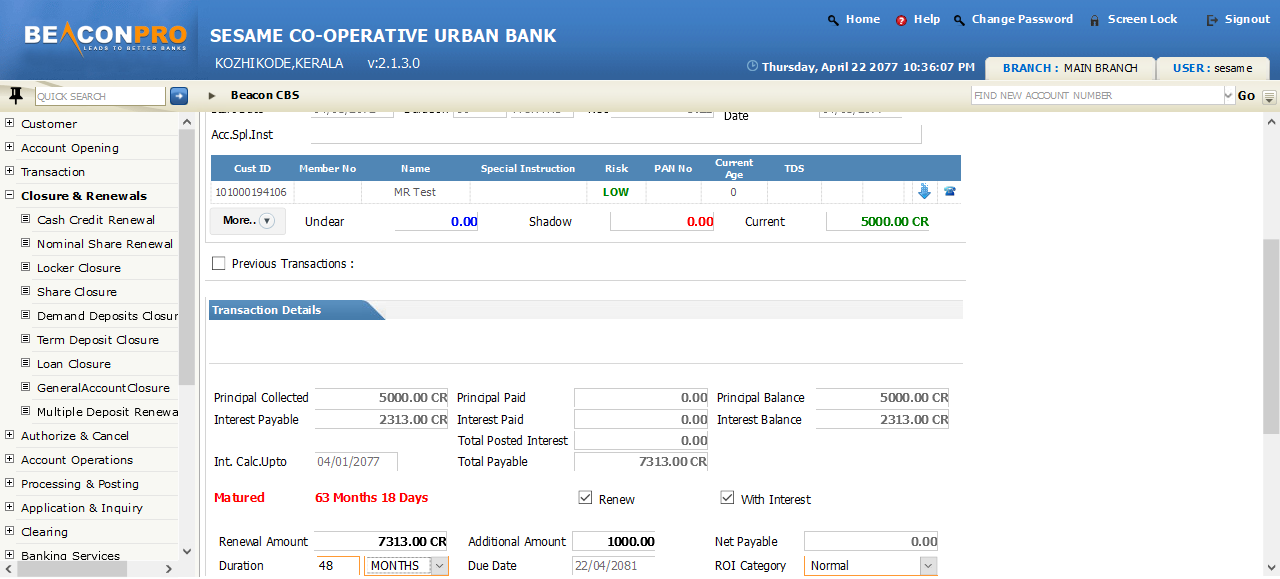 BEACONPRO
LEADS TO BETTER BANKS
SESAME CO-OPERATIVE URBAN BANK
KOZHIKODE,KERALA v:2.1.3.0
Home Help Change Password Screen Lock Signout
Thursday, April 22 2077 10:36:07 PM BRANCH : MAIN BRANCH USER : sesame
QUICK SEARCH Beacon CBS FIND NEW ACCOUNT NUMBER Go
Customer
Account Opening
Transaction
Closure & Renewals
Cash Credit Renewal
Nominal Share Renewal
Locker Closure
Share Closure
Demand Deposits Closur
Term Deposit Closure
Loan Closure
GeneralAccountClosure
Multiple Deposit Renewa
Authorize & Cancel
Account Operations
Processing & Posting
Application & Inquiry
Clearing
Banking Services
Date
Acc.Spl.Inst
Cust ID Member No Name Special Instruction Risk PAN No Current Age TDS
101000194106 MR Test LOW 0
More.. Unclear 0.00 Shadow 0.00 Current 5000.00 CR
Previous Transactions :
Transaction Details
Principal Collected 5000.00 CR Principal Paid 0.00 Principal Balance 5000.00 CR
Interest Payable 2313.00 CR Interest Paid 0.00 Interest Balance 2313.00 CR
Total Posted Interest 0.00
Int. Calc.Upto 04/01/2077 Total Payable 7313.00 CR
Matured 63 Months 18 Days Renew With Interest
Renewal Amount 7313.00 CR Additional Amount 1000.00 Net Payable 0.00
Duration 48 MONTHS Due Date 22/04/2081 ROI Category Normal